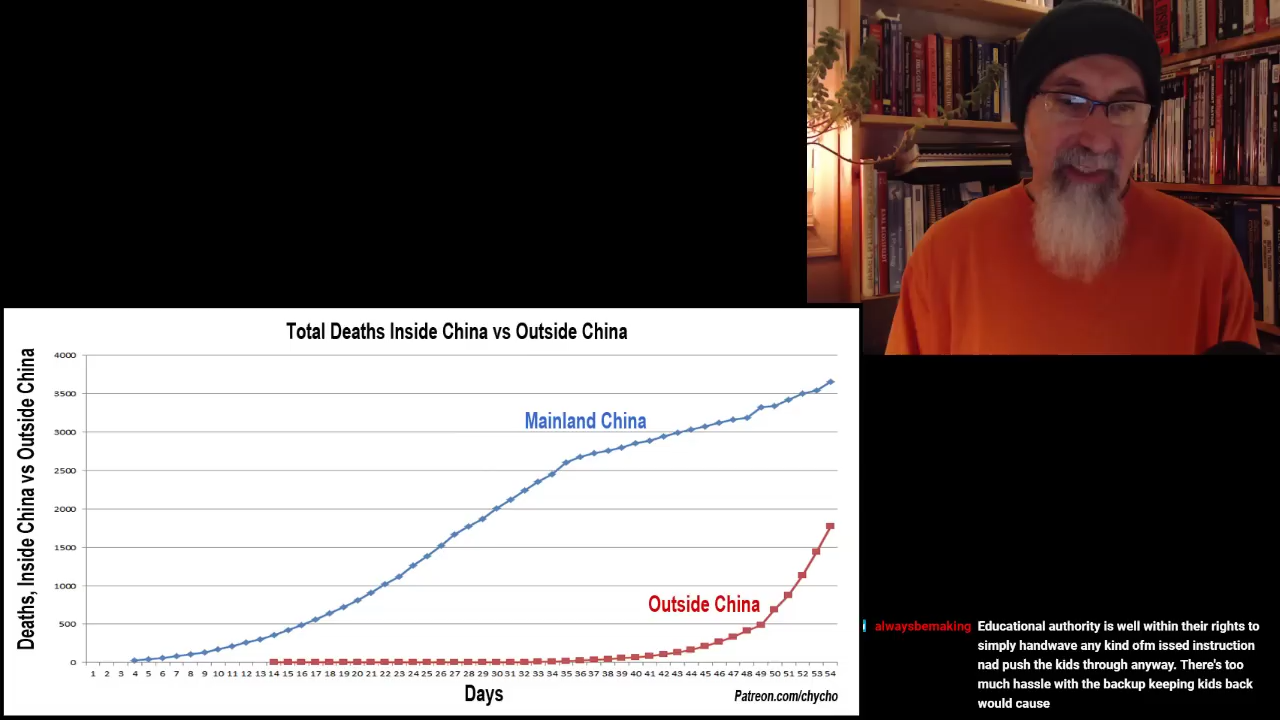 Total Deaths Inside China vs Outside China
Deaths, Inside China vs Outside China
4000
3500
3000
2500
2000
1500
1000
500
0
Mainland China
Outside China
1 2 3 4 5 6 7 8 9 10 11 12 13 14 15 16 17 18 19 20 21 22 23 24 25 26 27 28 29 30 31 32 33 34 35 36 37 38 39 40 41 42 43 44 45 46 47 48 49 50 51 52 53 54
Days
Patreon.com/chycho
alwaysbemaking Educational authority is well within their rights to
simply handwave any kind ofm issed instruction
nad push the kids through anyway. There's too
much hassle with the backup keeping kids back
would cause